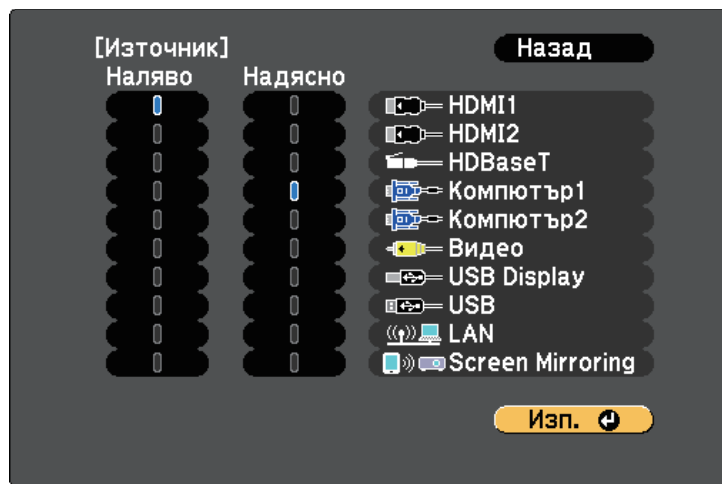 [Източник]
Назад
Наляво Надясно
HDMI1
HDMI2
HDBaseT
Компютър1
Компютър2
Видео
USB Display
USB
LAN
Screen Mirroring
Изп.